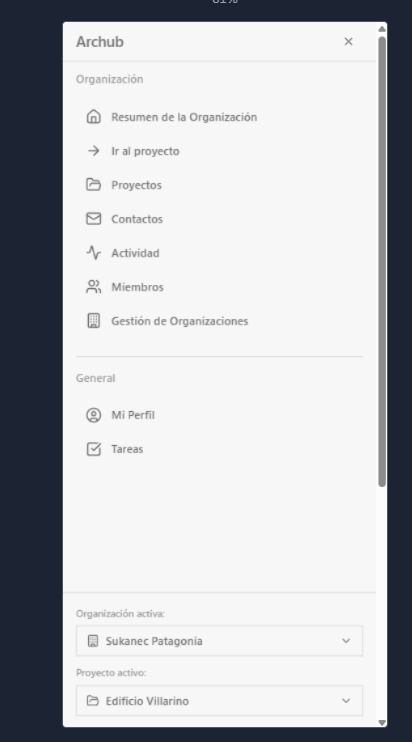 Archub
Organización
Resumen de la Organización
Ir al proyecto
Proyectos
Contactos
Actividad
Miembros
Gestión de Organizaciones
General
Mi Perfil
Tareas
Organización activa:
Sukanec Patagonia
Proyecto activo:
Edificio Villarino